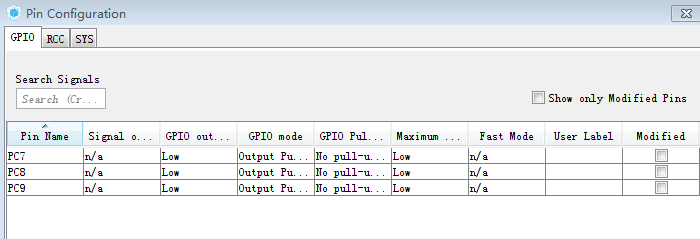 Pin Configuration
GPIO RCC SYS
Search Signals
Search (Cr...
Show only Modified Pins
Pin Name Signal o... GPIO out... GPIO mode GPIO Pul... Maximum ... Fast Mode User Label Modified
PC7 n/a Low Output Pu... No pull-u... Low n/a
PC8 n/a Low Output Pu... No pull-u... Low n/a
PC9 n/a Low Output Pu... No pull-u... Low n/a